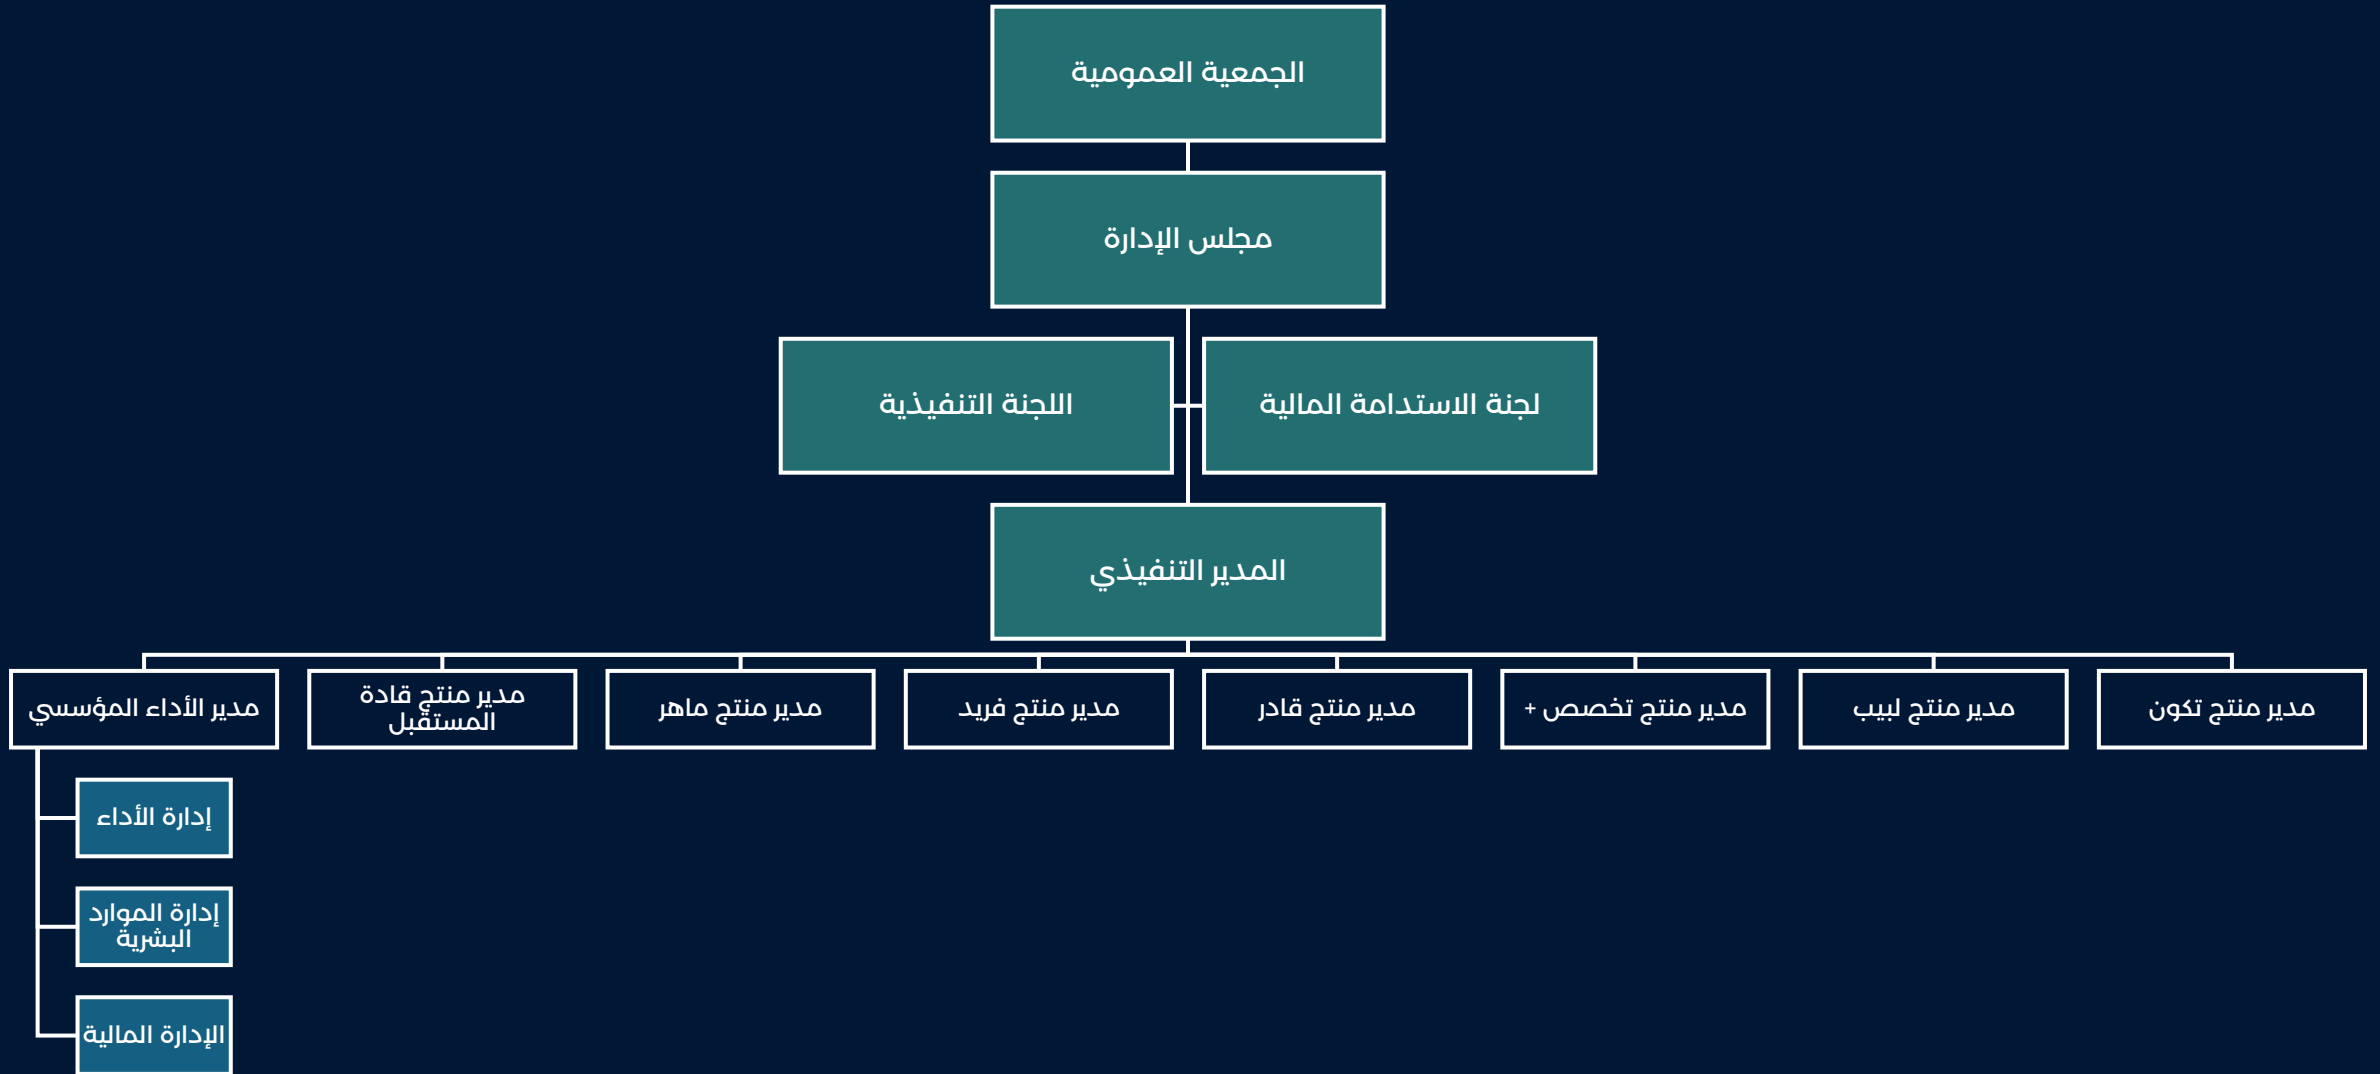 الجمعية العمومية
مجلس الإدارة
لجنة الاستدامة المالية
اللجنة التنفيذية
المدير التنفيذي
مدير منتج تكون
مدير منتج لبيب
مدير منتج تخصص +
مدير منتج قادر
مدير منتج فريد
مدير منتج ماهر
مدير منتج قادة
المستقبل
مدير الأداء المؤسسي
إدارة الأداء
إدارة الموارد
البشرية
الإدارة المالية